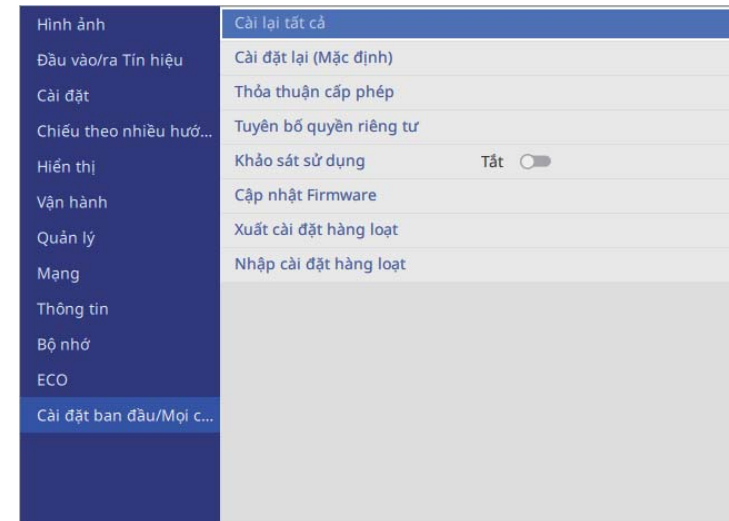 Hình ảnh
Đầu vào/ra Tín hiệu
Cài đặt
Chiếu theo nhiều hướ...
Hiển thị
Vận hành
Quản lý
Mạng
Thông tin
Bộ nhớ
ECO
Cài đặt ban đầu/Mọi c...
Cài lại tất cả
Cài đặt lại (Mặc định)
Thỏa thuận cấp phép
Tuyên bố quyền riêng tư
Khảo sát sử dụng Tắt
Cập nhật Firmware
Xuất cài đặt hàng loạt
Nhập cài đặt hàng loạt